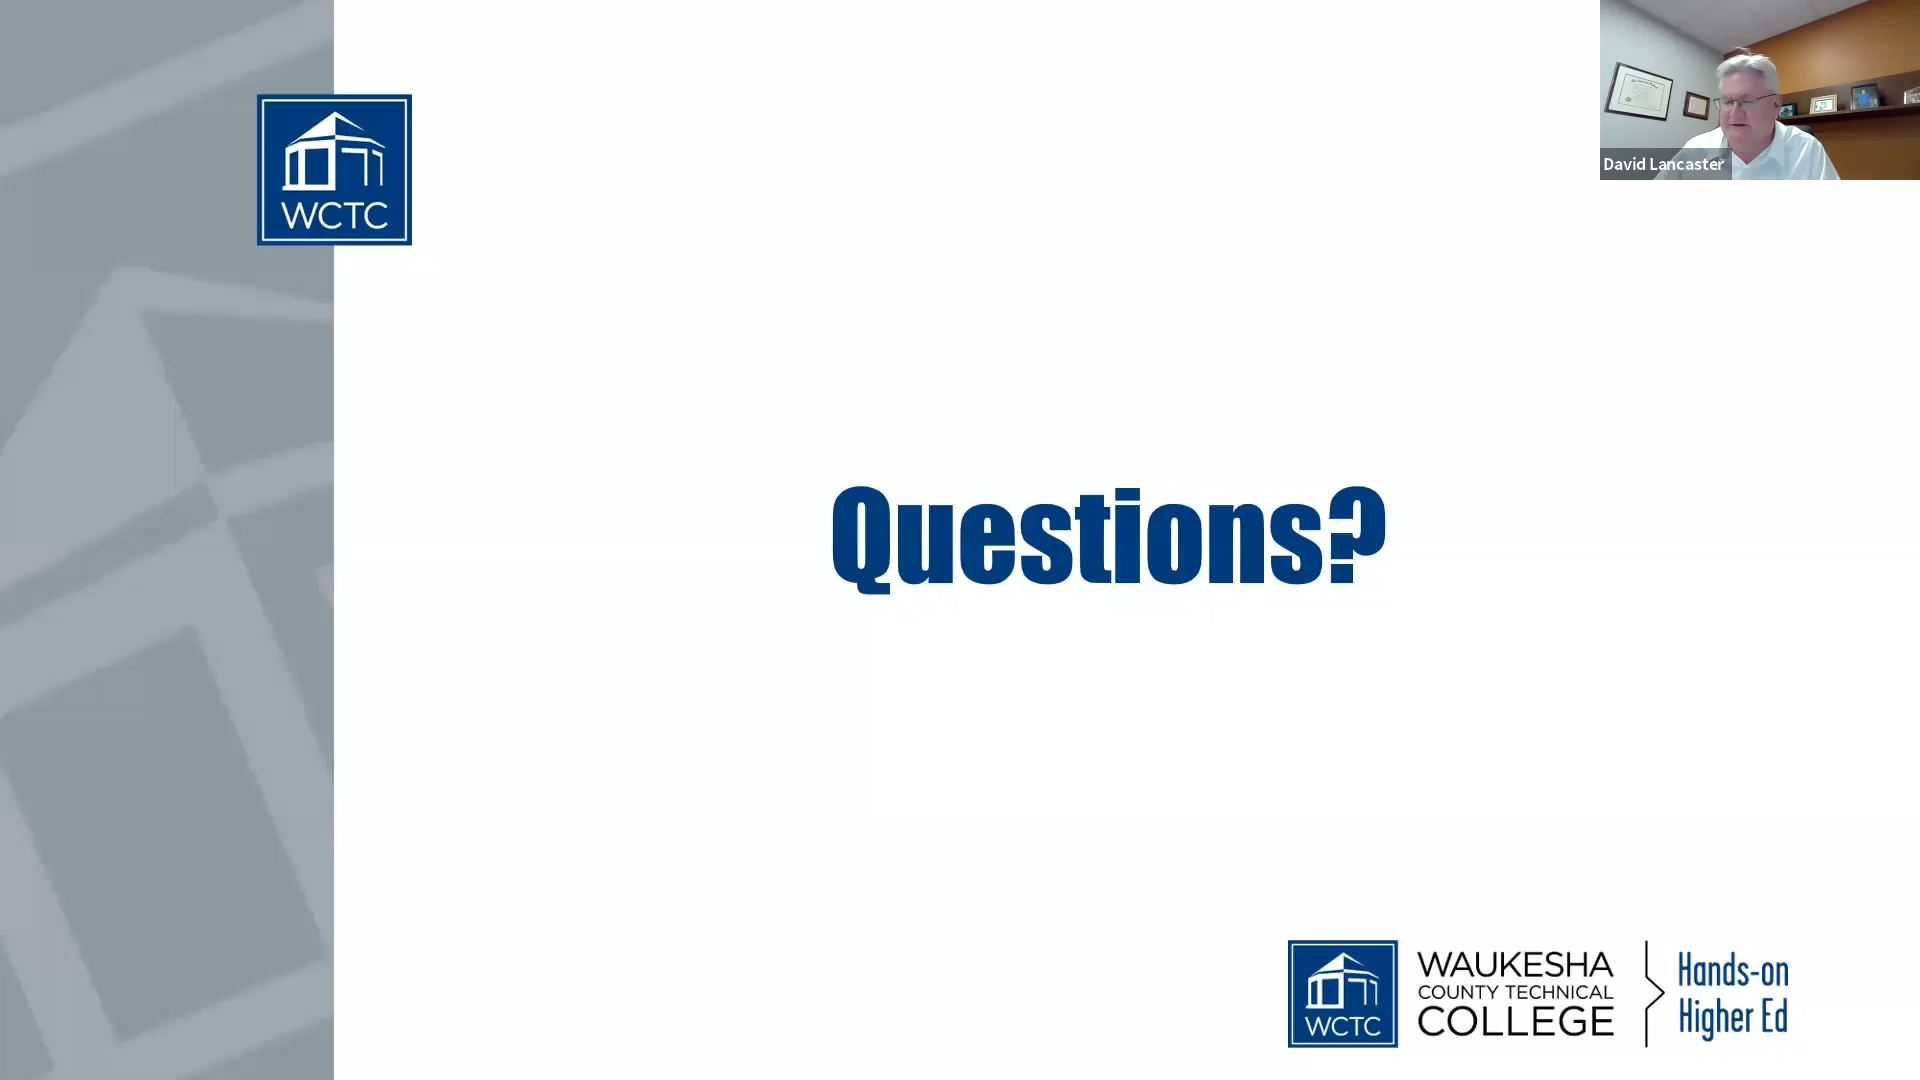 WCTC
David Lancaster
Questions?
WCTC
WAUKESHA
COUNTY TECHNICAL
COLLEGE
Hands-on
Higher Ed